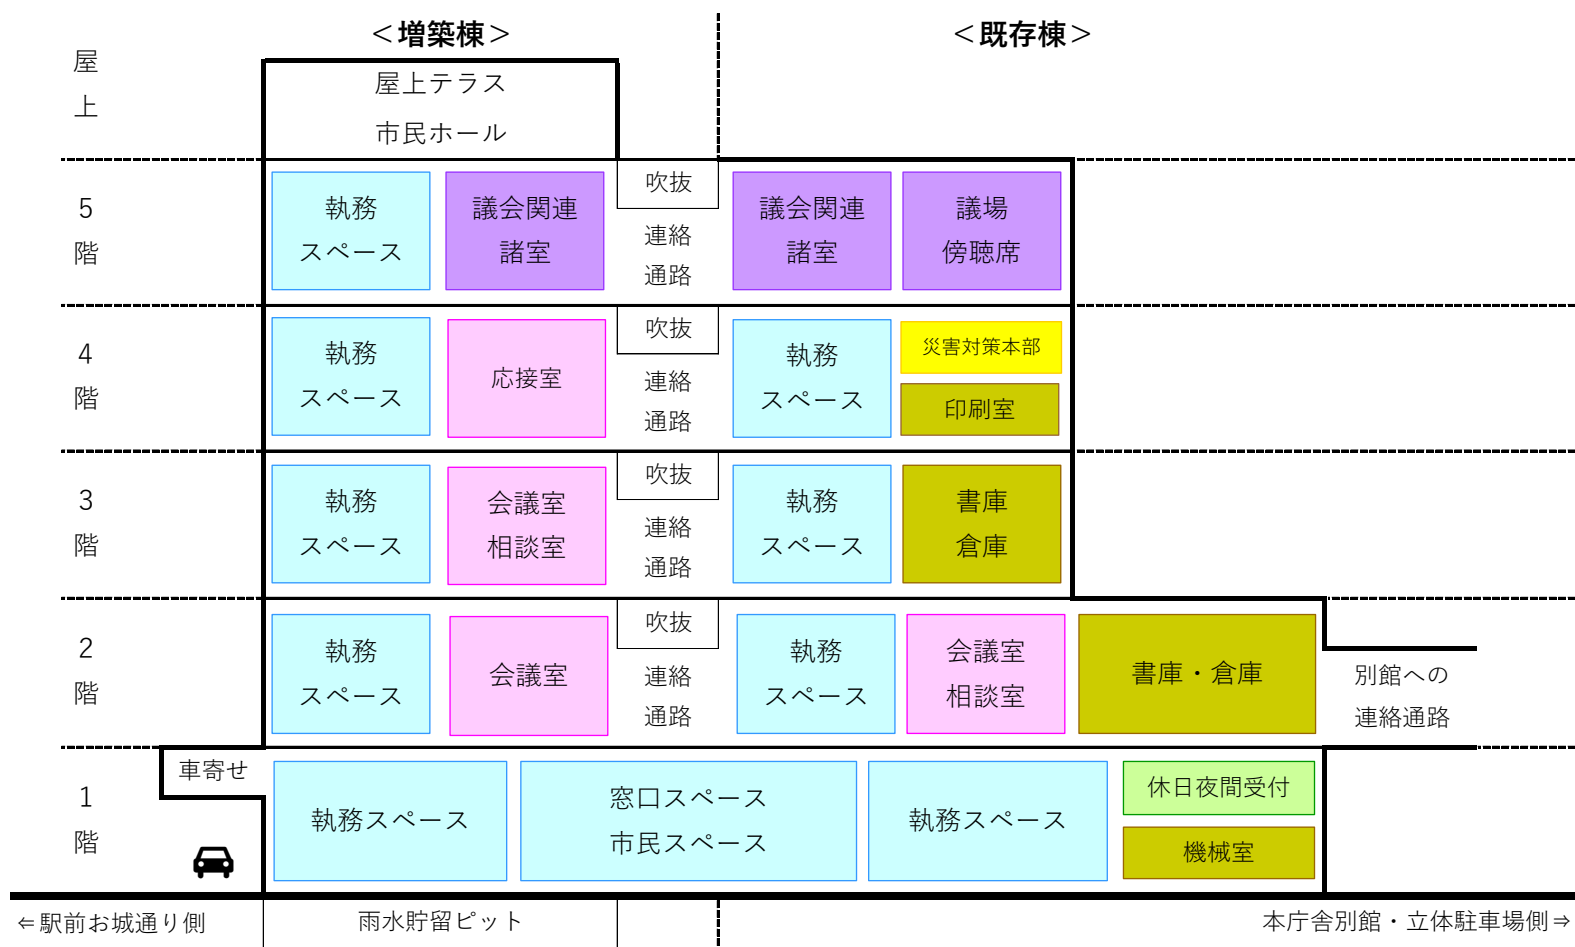 ＜増築棟＞
＜既存棟＞
屋
上
屋上テラス
市民ホール
5
階
執務
スペース
議会関連
諸室
吹抜
連絡
通路
議会関連
諸室
議場
傍聴席
4
階
執務
スペース
応接室
吹抜
連絡
通路
執務
スペース
災害対策本部
印刷室
3
階
執務
スペース
会議室
相談室
吹抜
連絡
通路
執務
スペース
書庫
倉庫
2
階
執務
スペース
会議室
吹抜
連絡
通路
執務
スペース
会議室
相談室
書庫・倉庫
別館への
連絡通路
1
階
車寄せ
執務スペース
窓口スペース
市民スペース
執務スペース
休日夜間受付
機械室
⇐駅前お城通り側
雨水貯留ピット
本庁舎別館・立体駐車場側⇒